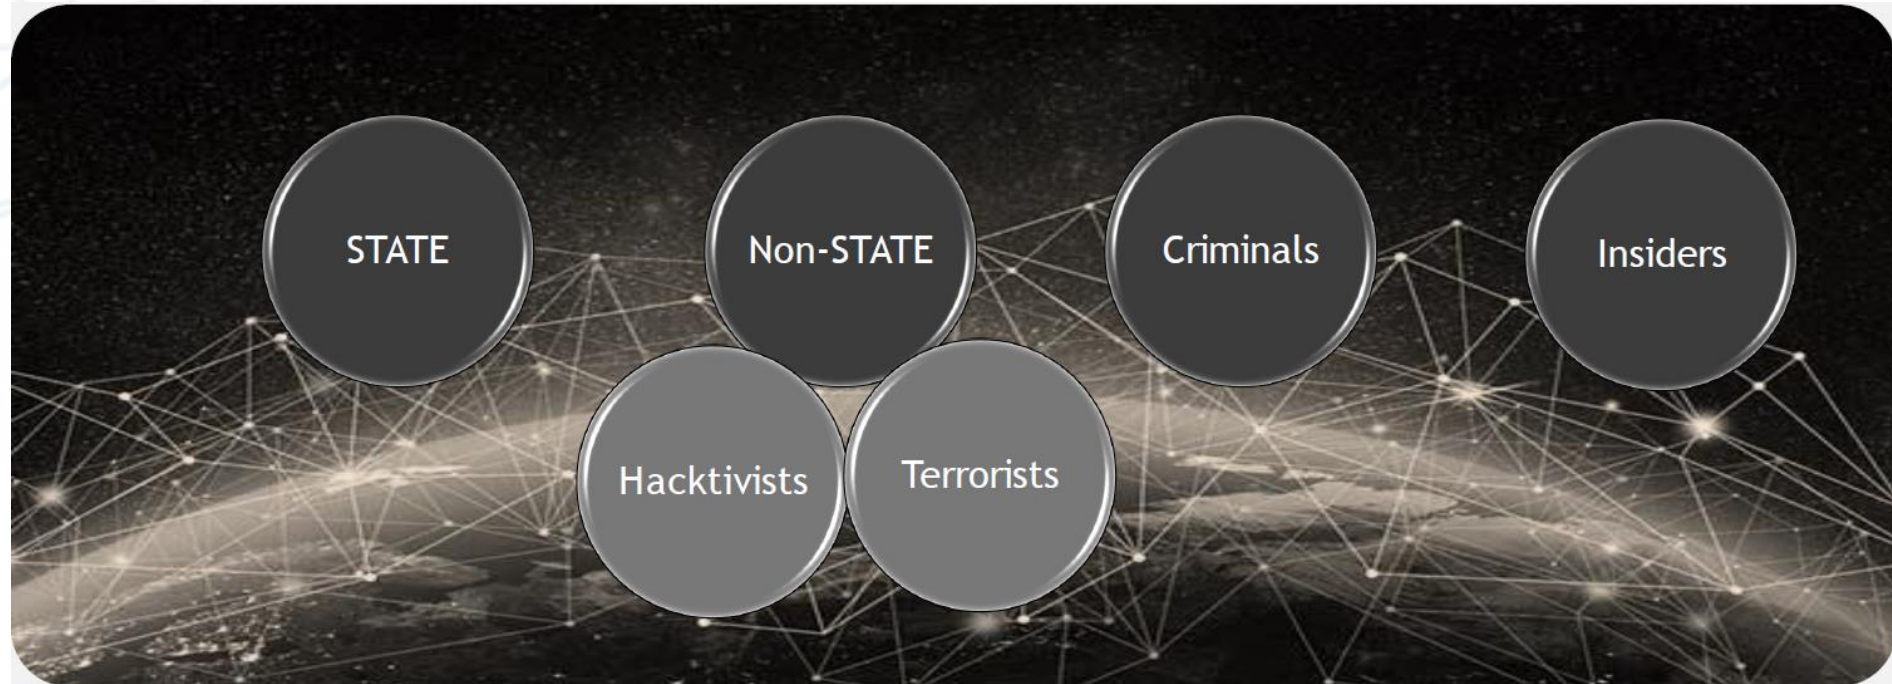 STATE
Non-STATE
Criminals
Insiders
Hacktivists
Terrorists